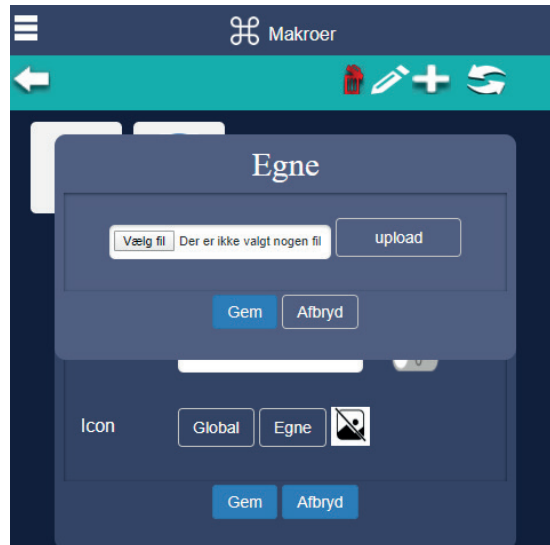 ⌘ Makroer
Egne
Vælg fil Der er ikke valgt nogen fil upload
Gem Afbryd
Icon Global Egne
Gem Afbryd